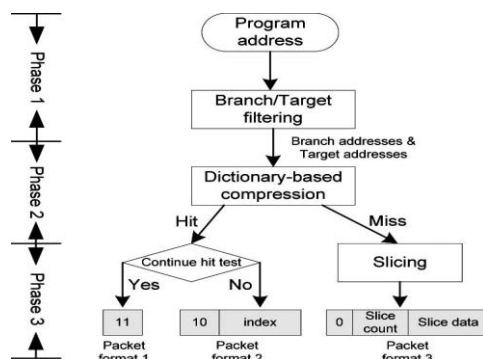 Program
address
Phase 1
Branch/Target
filtering
Branch addresses &
Target addresses
Phase 2
Dictionary-based
compression
Hit
Miss
Phase 3
Continue hit test
Slicing
Yes
No
11
10 index
0 Slice count Slice data
Packet
format 1
Packet
format 2
Packet
format 3